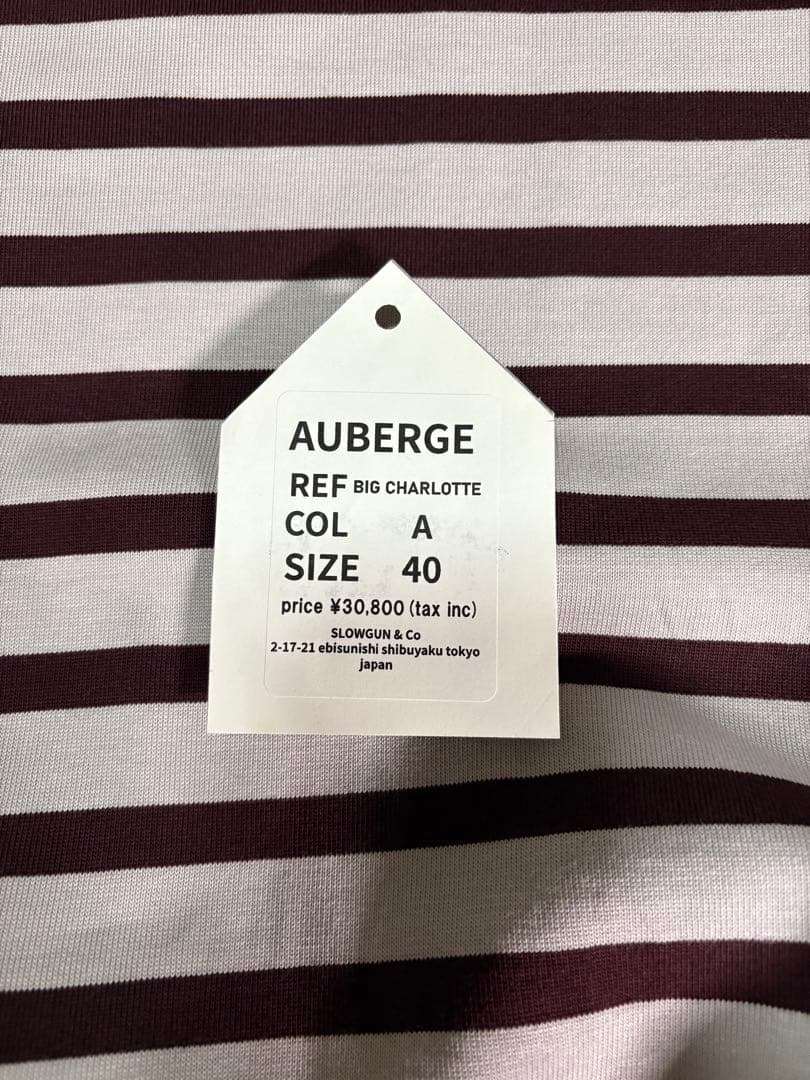 AUBERGE
REF BIG CHARLOTTE
COL A
SIZE 40
price ¥30,800 (tax inc)
SLOWGUN & Co
2-17-21 ebisunishi shibuyaku tokyo
japan